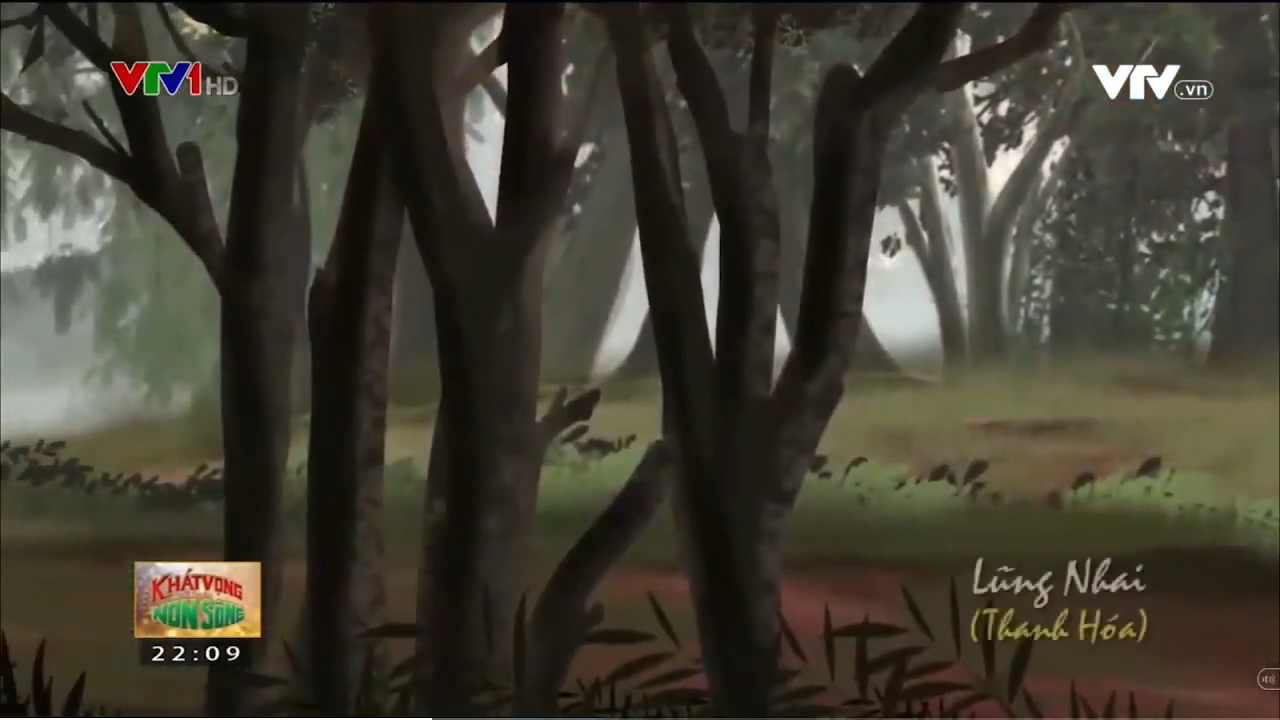 VTV1 HD
VTV.vn
KHÁT VỌNG
NON SÔNG
22:09
Lũng Nhai
(Thanh Hóa)